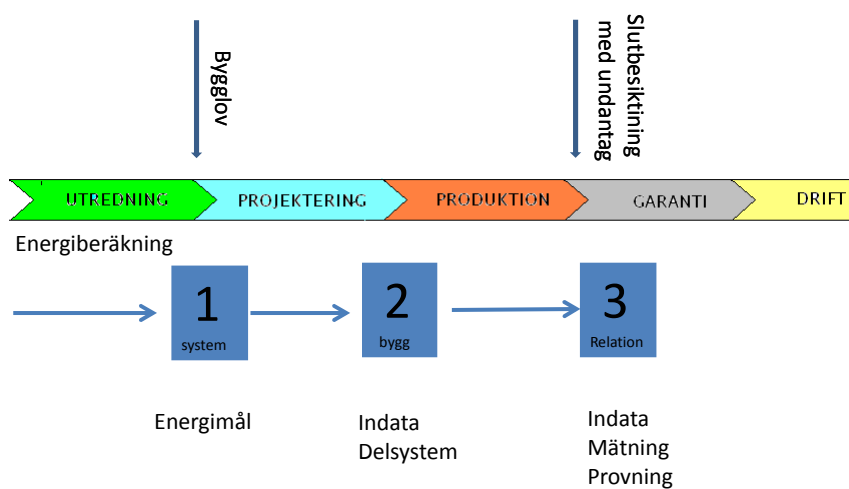 Bygglov
Slutbesiktining
med undantag
UTREDNING
PROJEKTERING
PRODUKTION
GARANTI
DRIFT
Energiberäkning
1
system
2
bygg
3
Relation
Energimål
Indata
Delsystem
Indata
Mätning
Provning